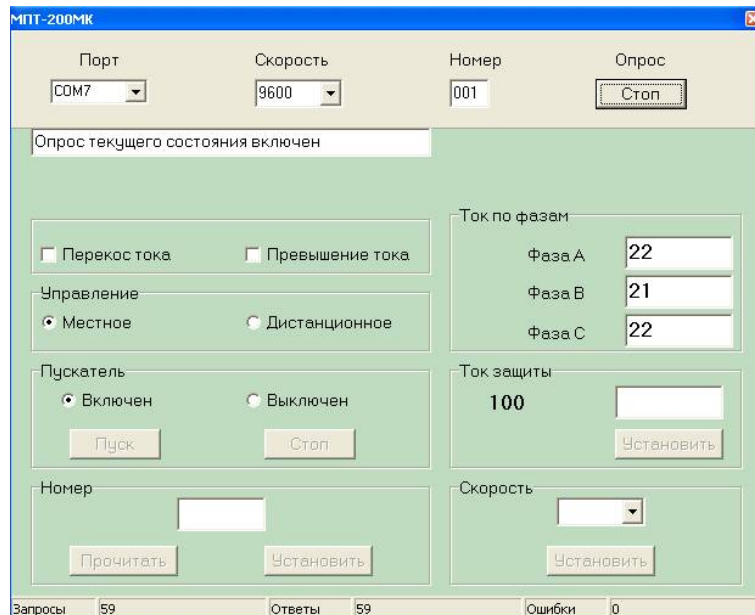 МПТ-200МК
Порт Скорость Номер Опрос
COM7 9600 001 Стоп
Опрос текущего состояния включен
Ток по фазам
Перекос тока Превышение тока
Фаза A 22
Управление
Фаза B 21
Местное Дистанционное
Фаза C 22
Пускатель
Ток защиты
Включен Выключен
100
Пуск Стоп
Установить
Номер
Скорость
Прочитать Установить
Установить
Запросы 59 Ответы 59 Ошибки 0